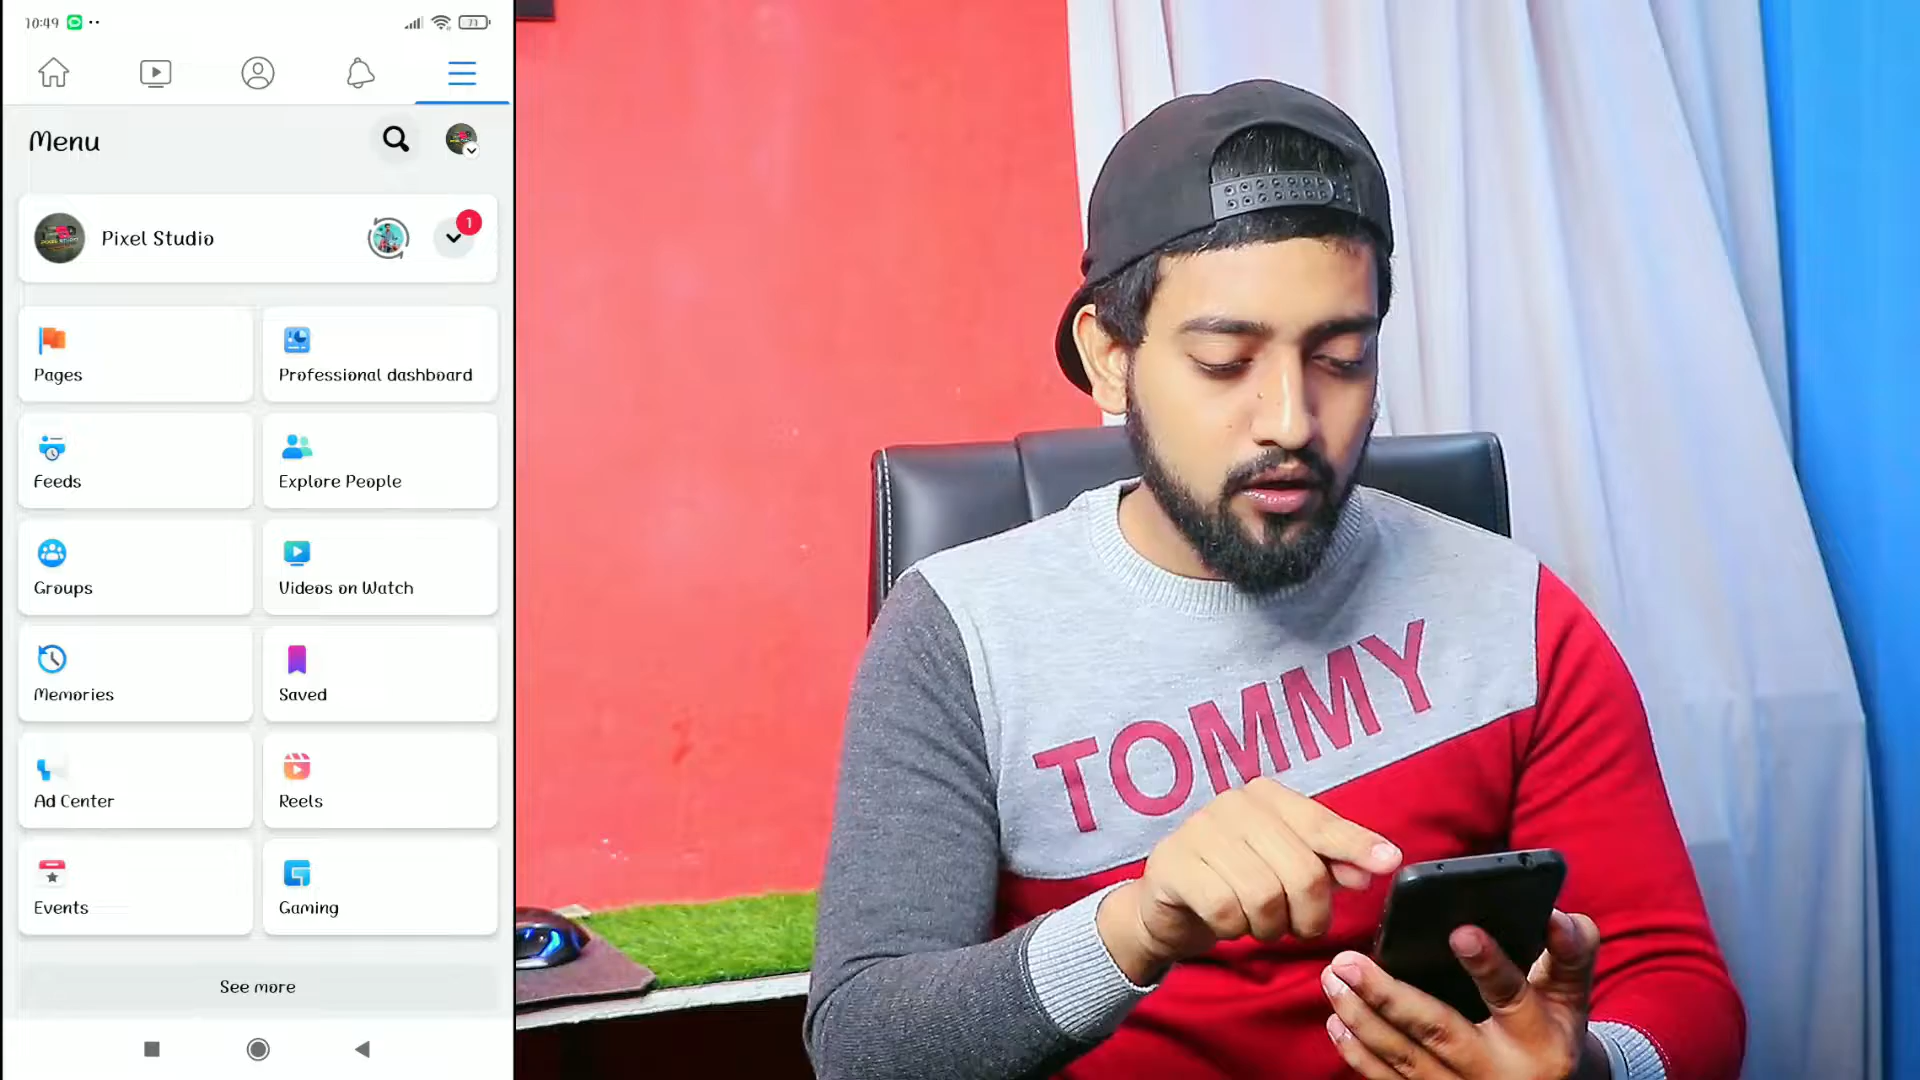 10:49
73
Menu
Pixel Studio
1
Pages
Professional dashboard
Feeds
Explore People
Groups
Videos on Watch
Memories
Saved
Ad Center
Reels
Events
Gaming
See more
TOMMY